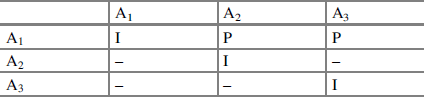 A1 A2 A3
A1 I P P
A2 – I –
A3 – – I